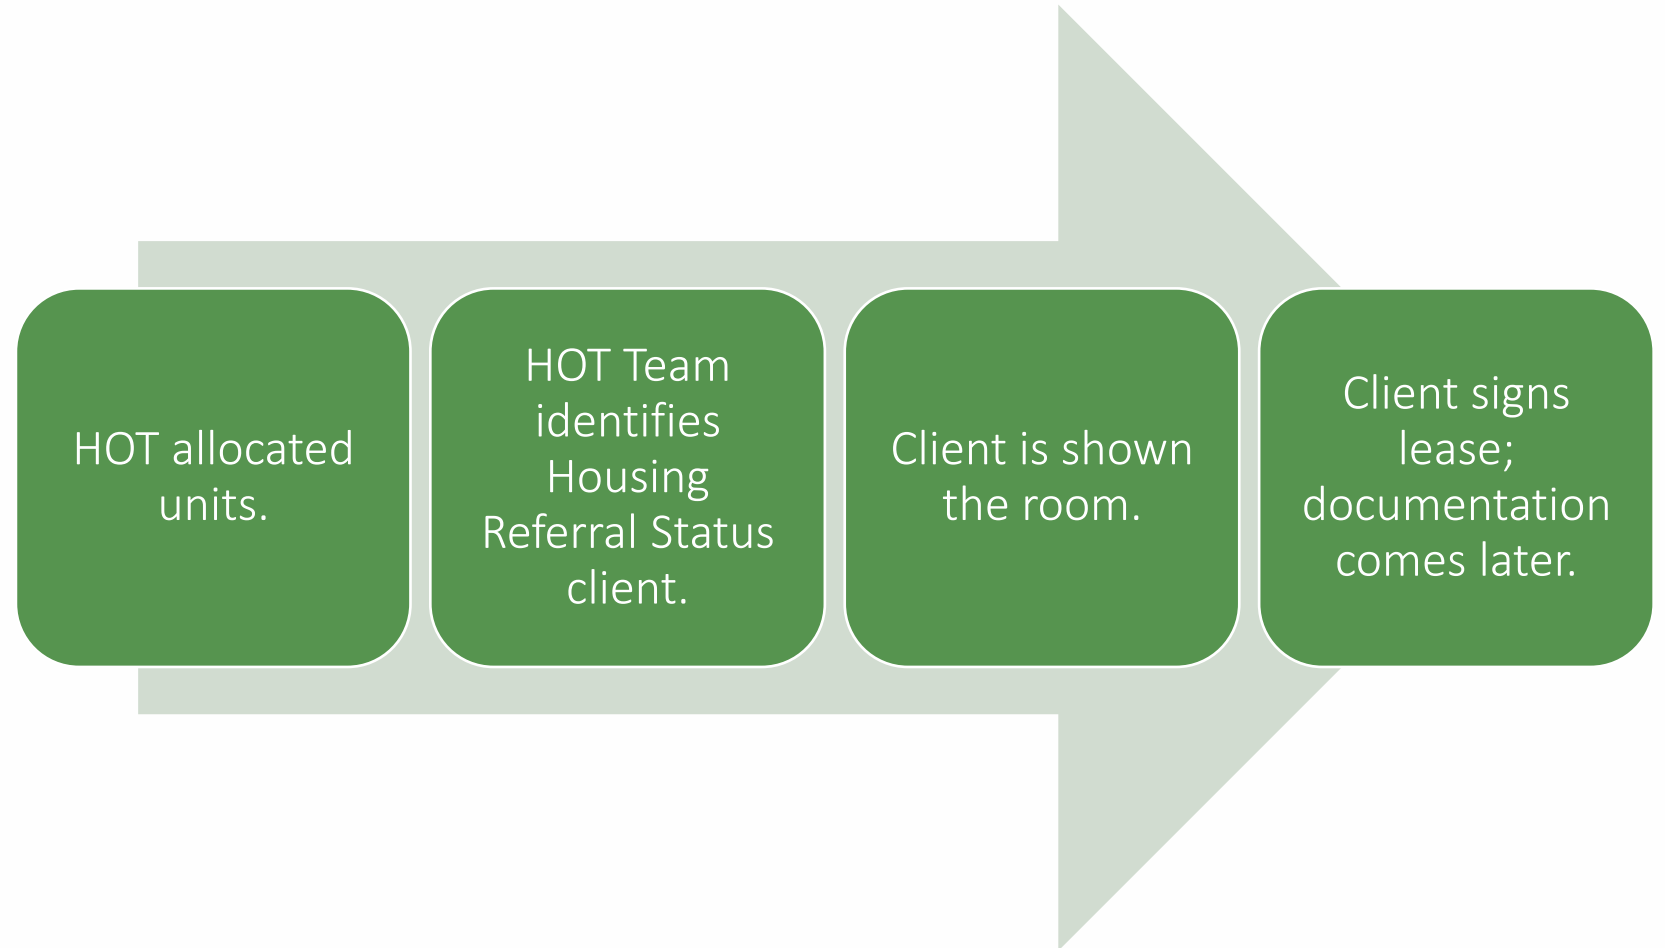 HOT allocated
units.
HOT Team
identifies
Housing
Referral Status
client.
Client is shown
the room.
Client signs
lease;
documentation
comes later.